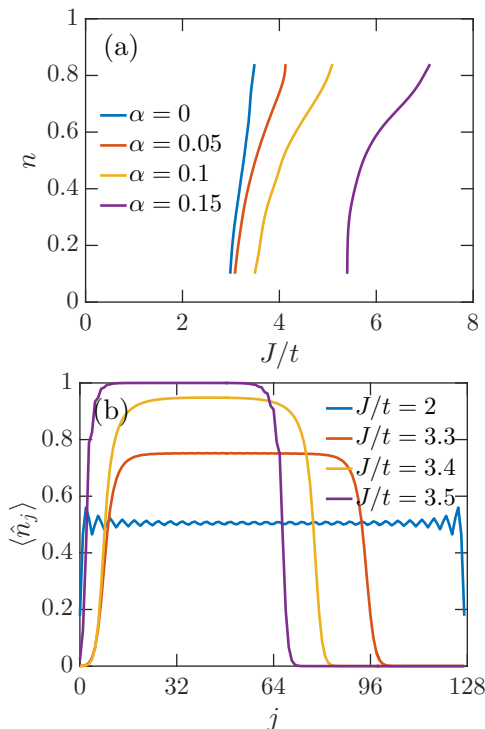 (a)
1
0.8
0.6
0.4
0.2
0
n
α = 0
α = 0.05
α = 0.1
α = 0.15
0 2 4 6 8
J/t
(b)
1
0.8
0.6
0.4
0.2
0
⟨n̂_j⟩
J/t = 2
J/t = 3.3
J/t = 3.4
J/t = 3.5
0 32 64 96 128
j